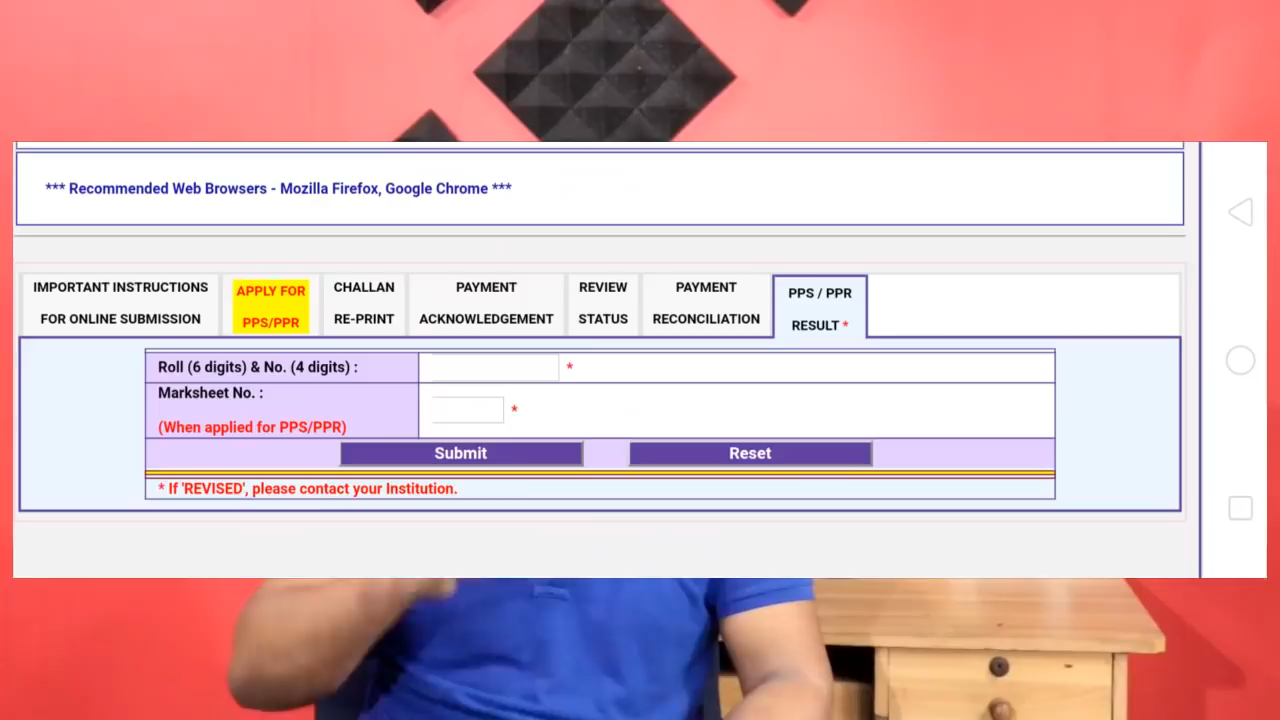 *** Recommended Web Browsers - Mozilla Firefox, Google Chrome ***
IMPORTANT INSTRUCTIONS
FOR ONLINE SUBMISSION
APPLY FOR
PPS/PPR
CHALLAN
RE-PRINT
PAYMENT
ACKNOWLEDGEMENT
REVIEW
STATUS
PAYMENT
RECONCILIATION
PPS / PPR
RESULT *
Roll (6 digits) & No. (4 digits) :
*
Marksheet No. :
*
(When applied for PPS/PPR)
Submit
Reset
* If 'REVISED', please contact your Institution.